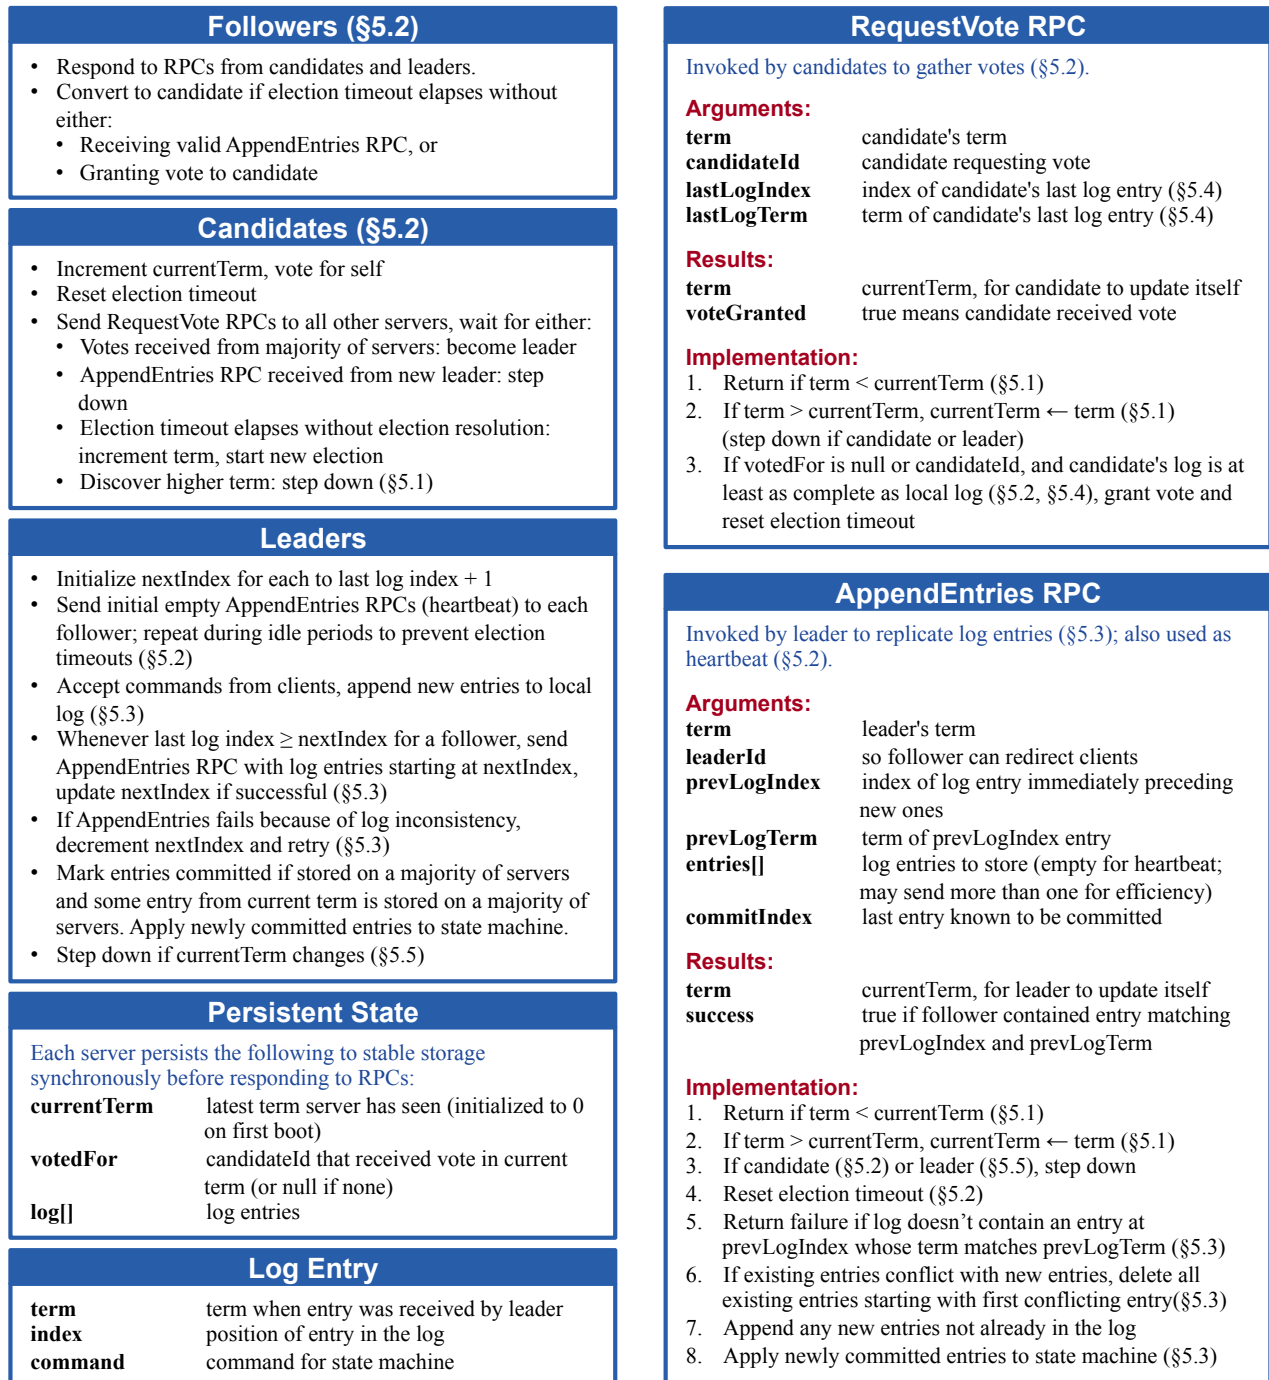 Followers (§5.2)
• Respond to RPCs from candidates and leaders.
• Convert to candidate if election timeout elapses without
either:
• Receiving valid AppendEntries RPC, or
• Granting vote to candidate
Candidates (§5.2)
• Increment currentTerm, vote for self
• Reset election timeout
• Send RequestVote RPCs to all other servers, wait for either:
• Votes received from majority of servers: become leader
• AppendEntries RPC received from new leader: step
down
• Election timeout elapses without election resolution:
increment term, start new election
• Discover higher term: step down (§5.1)
Leaders
• Initialize nextIndex for each to last log index + 1
• Send initial empty AppendEntries RPCs (heartbeat) to each
follower; repeat during idle periods to prevent election
timeouts (§5.2)
• Accept commands from clients, append new entries to local
log (§5.3)
• Whenever last log index ≥ nextIndex for a follower, send
AppendEntries RPC with log entries starting at nextIndex,
update nextIndex if successful (§5.3)
• If AppendEntries fails because of log inconsistency,
decrement nextIndex and retry (§5.3)
• Mark entries committed if stored on a majority of servers
and some entry from current term is stored on a majority of
servers. Apply newly committed entries to state machine.
• Step down if currentTerm changes (§5.5)
Persistent State
Each server persists the following to stable storage
synchronously before responding to RPCs:
currentTerm latest term server has seen (initialized to 0
on first boot)
votedFor candidateId that received vote in current
term (or null if none)
log[] log entries
Log Entry
term term when entry was received by leader
index position of entry in the log
command command for state machine
RequestVote RPC
Invoked by candidates to gather votes (§5.2).
Arguments:
term candidate's term
candidateId candidate requesting vote
lastLogIndex index of candidate's last log entry (§5.4)
lastLogTerm term of candidate's last log entry (§5.4)
Results:
term currentTerm, for candidate to update itself
voteGranted true means candidate received vote
Implementation:
1. Return if term < currentTerm (§5.1)
2. If term > currentTerm, currentTerm ← term (§5.1)
(step down if candidate or leader)
3. If votedFor is null or candidateId, and candidate's log is at
least as complete as local log (§5.2, §5.4), grant vote and
reset election timeout
AppendEntries RPC
Invoked by leader to replicate log entries (§5.3); also used as
heartbeat (§5.2).
Arguments:
term leader's term
leaderId so follower can redirect clients
prevLogIndex index of log entry immediately preceding
new ones
prevLogTerm term of prevLogIndex entry
entries[] log entries to store (empty for heartbeat;
may send more than one for efficiency)
commitIndex last entry known to be committed
Results:
term currentTerm, for leader to update itself
success true if follower contained entry matching
prevLogIndex and prevLogTerm
Implementation:
1. Return if term < currentTerm (§5.1)
2. If term > currentTerm, currentTerm ← term (§5.1)
3. If candidate (§5.2) or leader (§5.5), step down
4. Reset election timeout (§5.2)
5. Return failure if log doesn’t contain an entry at
prevLogIndex whose term matches prevLogTerm (§5.3)
6. If existing entries conflict with new entries, delete all
existing entries starting with first conflicting entry(§5.3)
7. Append any new entries not already in the log
8. Apply newly committed entries to state machine (§5.3)